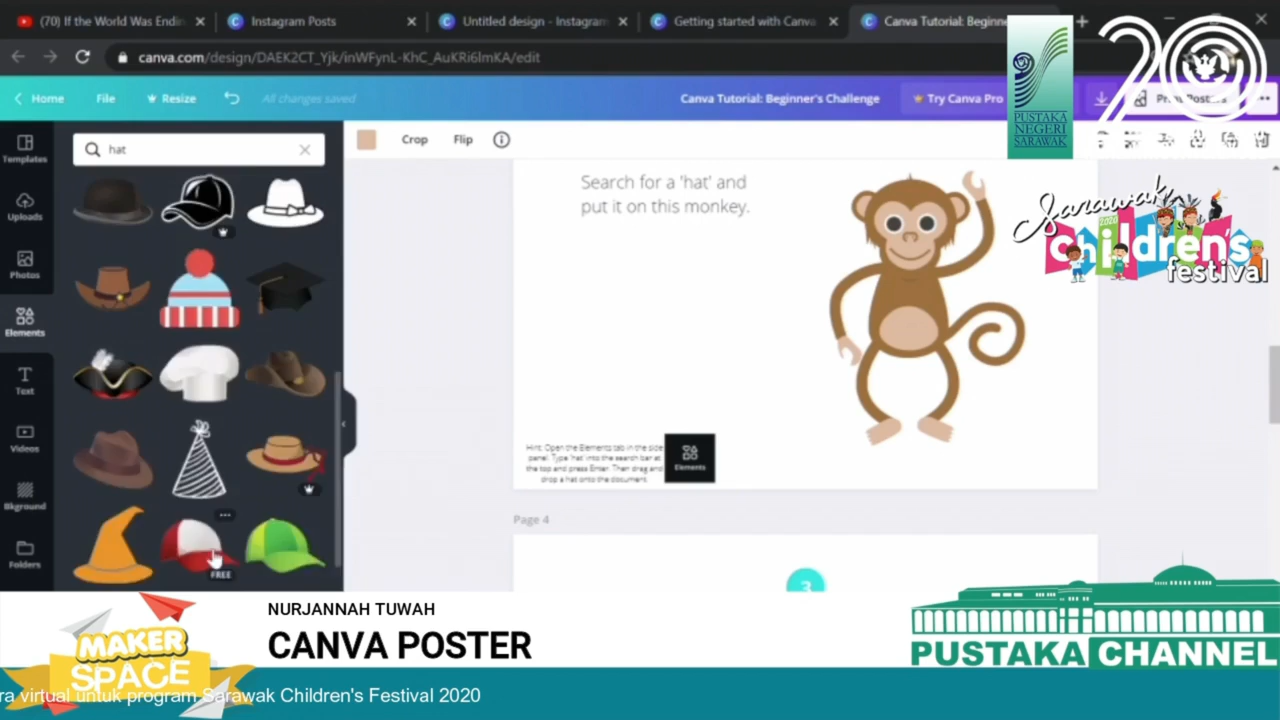 (70) If the World Was Endin
Instagram Posts
Untitled design - Instagram
Getting started with Canva
Canva Tutorial: Beginne
canva.com/design/DAEK2CT_Yjk/inWFynL-KhC_AuKRi6lmKA/edit
Home
File
Resize
All changes saved
Canva Tutorial: Beginner's Challenge
Try Canva Pro
Print Posters
PUSTAKA
NEGERI
SARAWAK
20
Templates
Uploads
Photos
Elements
Text
Videos
Bkground
Folders
hat
FREE
Crop
Flip
Search for a 'hat' and
put it on this monkey.
Hint: Open the Elements tab in the side
panel. Type 'hat' into the search bar at
the top and press Enter. Then drag and
drop a hat onto the document.
Elements
Page 4
3
Sarawak
2020
children's
festival
MAKER
SPACE
NURJANNAH TUWAH
CANVA POSTER
PUSTAKA CHANNEL
ra virtual untuk program Sarawak Children's Festival 2020